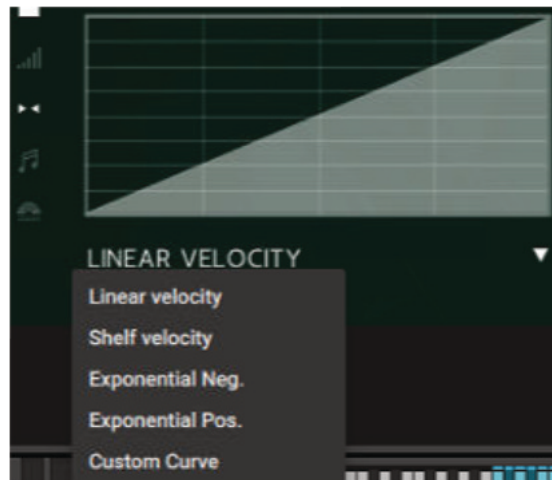 LINEAR VELOCITY
Linear velocity
Shelf velocity
Exponential Neg.
Exponential Pos.
Custom Curve